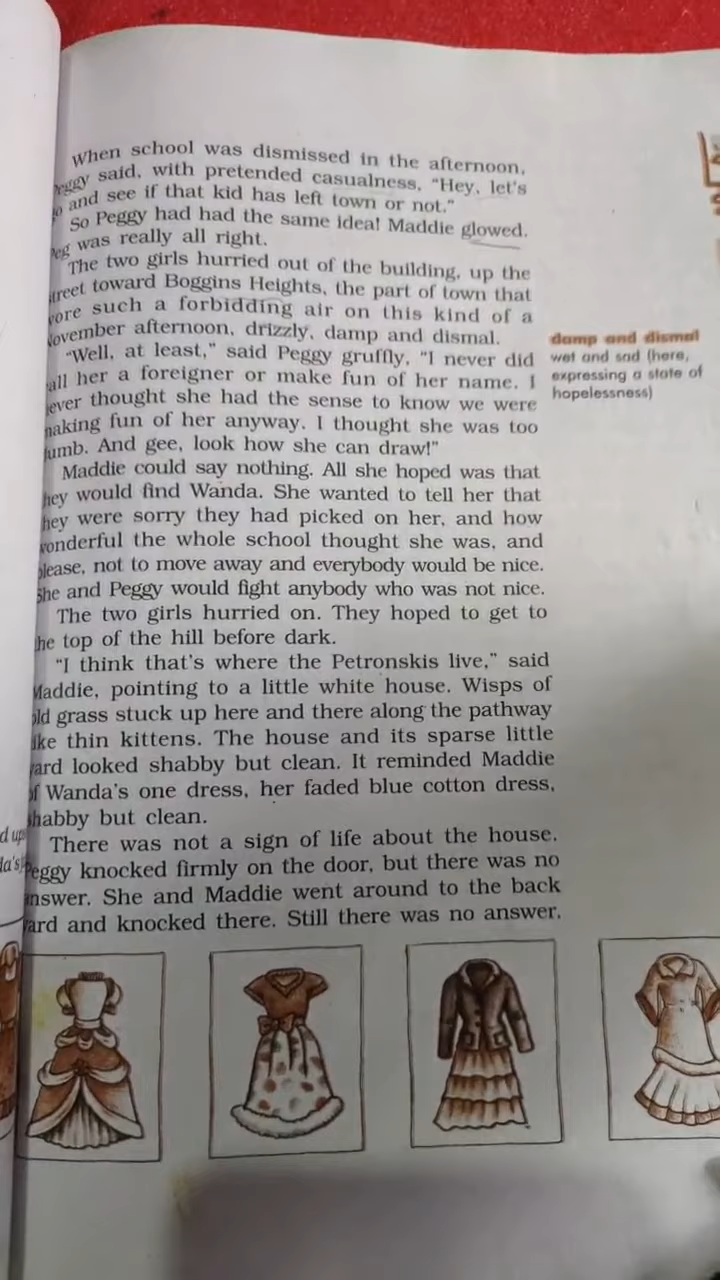 When school was dismissed in the afternoon,
Peggy said, with pretended casualness, “Hey, let's
and see if that kid has left town or not.”
So Peggy had had the same idea! Maddie glowed.
Peg was really all right.
The two girls hurried out of the building, up the
street toward Boggins Heights, the part of town that
wore such a forbidding air on this kind of a
November afternoon, drizzly, damp and dismal.
“Well, at least,” said Peggy gruffly, “I never did
call her a foreigner or make fun of her name. I
never thought she had the sense to know we were
making fun of her anyway. I thought she was too
dumb. And gee, look how she can draw!”
Maddie could say nothing. All she hoped was that
they would find Wanda. She wanted to tell her that
they were sorry they had picked on her, and how
wonderful the whole school thought she was, and
please, not to move away and everybody would be nice.
She and Peggy would fight anybody who was not nice.
The two girls hurried on. They hoped to get to
the top of the hill before dark.
“I think that's where the Petronskis live,” said
Maddie, pointing to a little white house. Wisps of
old grass stuck up here and there along the pathway
like thin kittens. The house and its sparse little
yard looked shabby but clean. It reminded Maddie
of Wanda's one dress, her faded blue cotton dress,
shabby but clean.
There was not a sign of life about the house.
Peggy knocked firmly on the door, but there was no
answer. She and Maddie went around to the back
yard and knocked there. Still there was no answer.
damp and dismal
wet and sad (here,
expressing a state of
hopelessness)